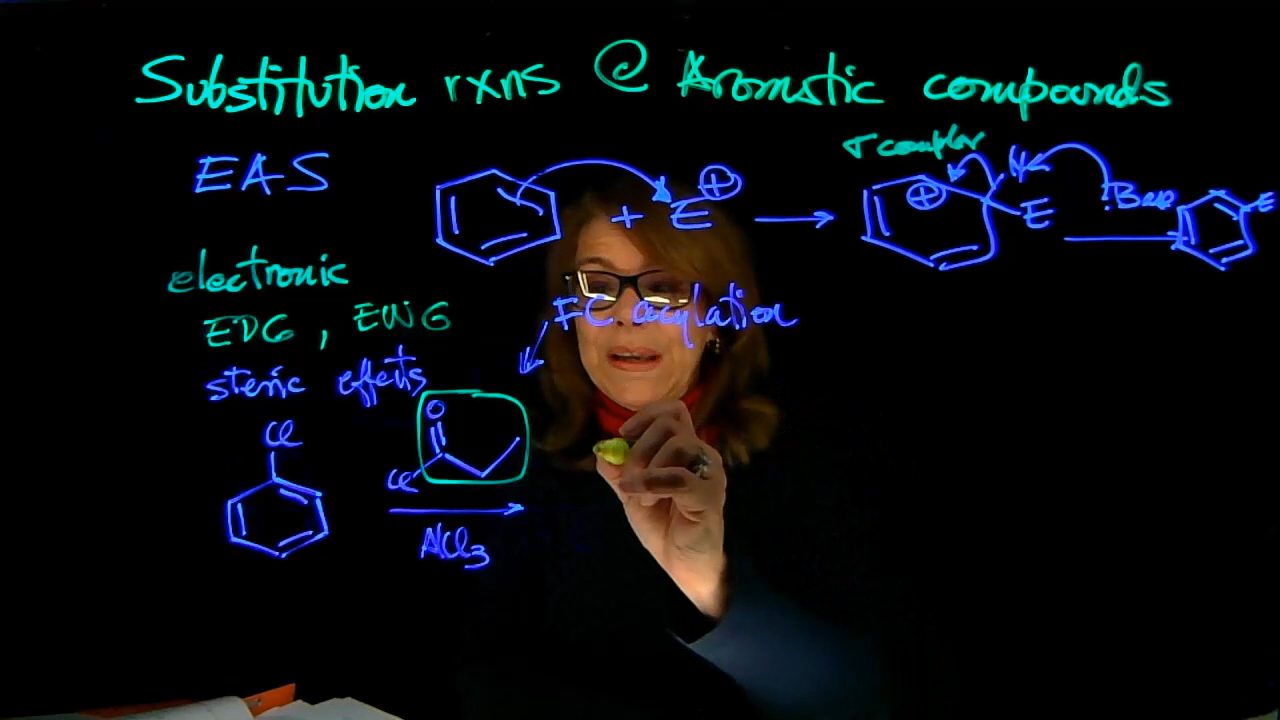 Substitution rxns @ Aromatic compounds
σ complex
EAS
+ E ⊕
⊕
H
E
:Base
E
electronic
EDG, EWG
FC acylation
steric effects
Cl
O
Cl
AlCl3